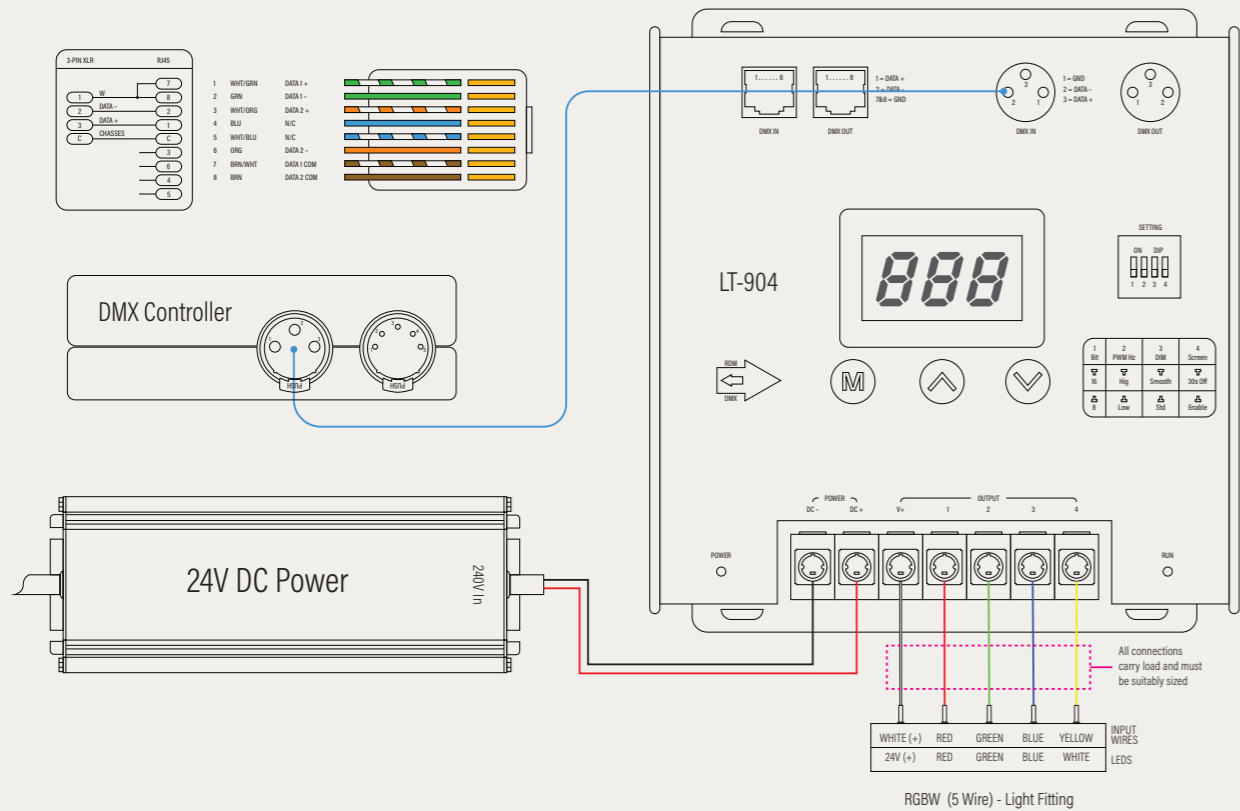 3-PIN XLR RJ45
7
1 W 8
2 DATA - 2
3 DATA + 1
C CHASSES C
3
6
4
5
1 WHT/GRN DATA 1 +
2 GRN DATA 1 -
3 WHT/ORG DATA 2 +
4 BLU N/C
5 WHT/BLU N/C
6 ORG DATA 2 -
7 BRN/WHT DATA 1 COM
8 BRN DATA 2 COM
1......8
1......8
1 = DATA +
2 = DATA -
7&8 = GND
DMX IN
DMX OUT
3
2 1
1 = GND
2 = DATA -
3 = DATA +
DMX IN
3
1 2
DMX OUT
DMX Controller
PUSH
PUSH
LT-904
888
SETTING
ON DIP
1 2 3 4
RDM
DMX
M
1 2 3 4
Bit PWM Hz DIM Screen
16 Hig Smooth 30s Off
8 Low Std Enable
24V DC Power
240V In
POWER
DC - DC +
OUTPUT
V+ 1 2 3 4
POWER
RUN
All connections
carry load and must
be suitably sized
WHITE (+) RED GREEN BLUE YELLOW
INPUT
WIRES
24V (+) RED GREEN BLUE WHITE
LEDS
RGBW (5 Wire) - Light Fitting